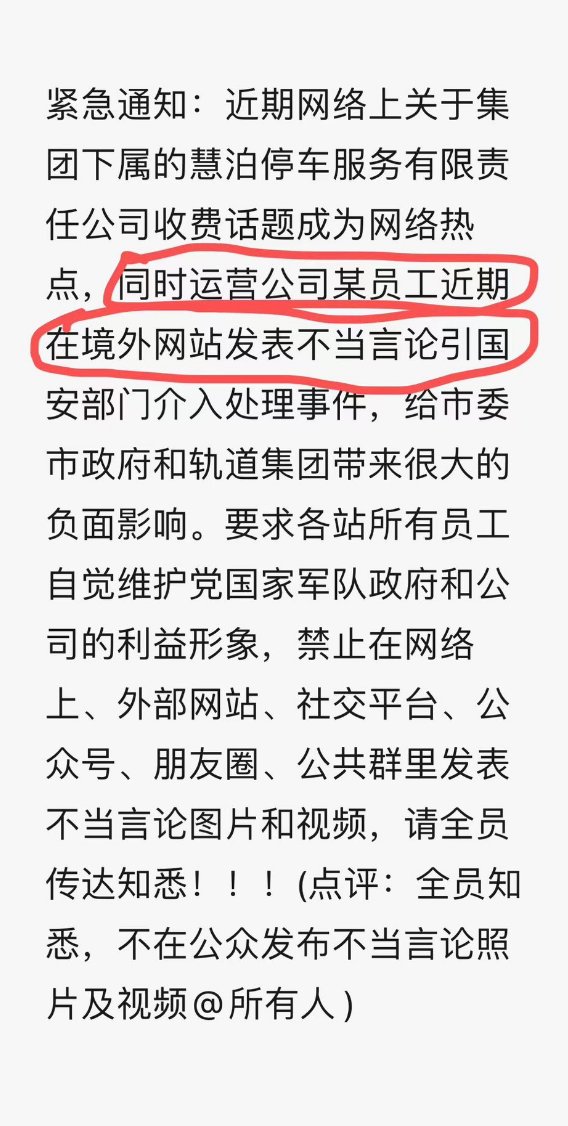 紧急通知：近期网络上关于集
团下属的慧泊停车服务有限责
任公司收费话题成为网络热
点，同时运营公司某员工近期
在境外网站发表不当言论引国
安部门介入处理事件，给市委
市政府和轨道集团带来很大的
负面影响。要求各站所有员工
自觉维护党国家军队政府和公
司的利益形象，禁止在网络
上、外部网站、社交平台、公
众号、朋友圈、公共群里发表
不当言论图片和视频，请全员
传达知悉！！！(点评：全员知
悉，不在公众发布不当言论照
片及视频@所有人)